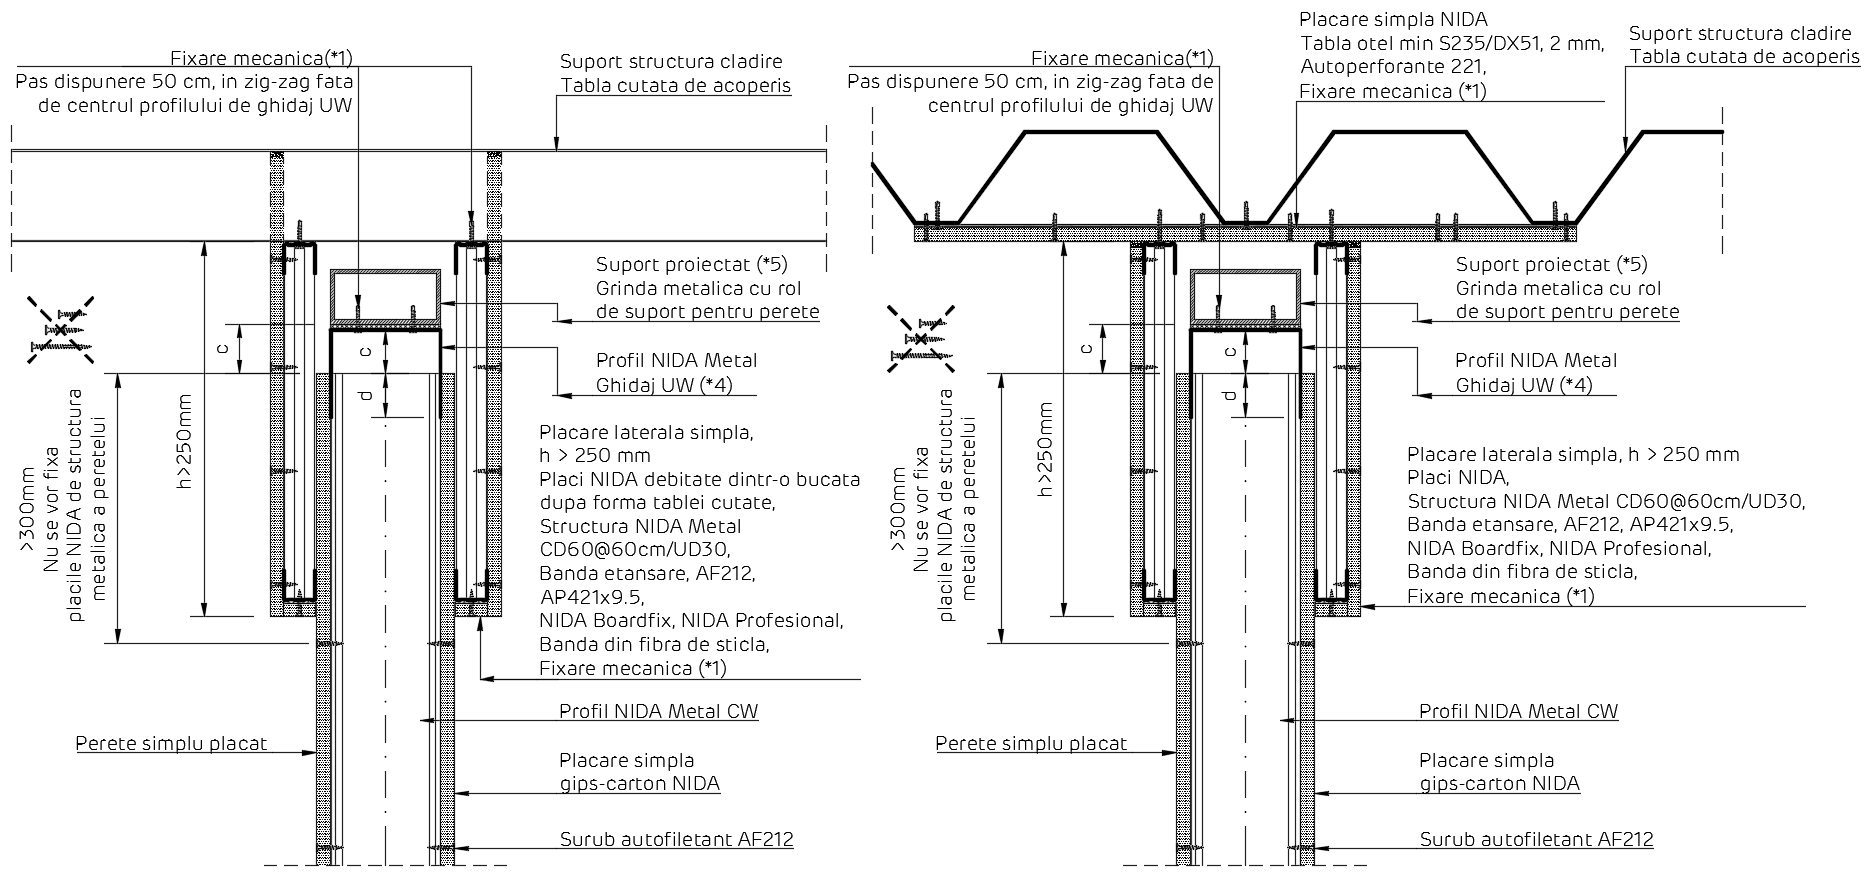 Fixare mecanica(*1)
Pas dispunere 50 cm, in zig-zag fata
de centrul profilului de ghidaj UW
Suport structura cladire
Tabla cutata de acoperis
Suport proiectat (*5)
Grinda metalica cu rol
de suport pentru perete
Profil NIDA Metal
Ghidaj UW (*4)
c
c
d
h>250mm
>300mm
Nu se vor fixa
placile NIDA de structura
metalica a peretelui
Placare laterala simpla,
h > 250 mm
Placi NIDA debitate dintr-o bucata
dupa forma tablei cutate,
Structura NIDA Metal
CD60@60cm/UD30,
Banda etansare, AF212,
AP421x9.5,
NIDA Boardfix, NIDA Profesional,
Banda din fibra de sticla,
Fixare mecanica (*1)
Profil NIDA Metal CW
Perete simplu placat
Placare simpla
gips-carton NIDA
Surub autofiletant AF212
Fixare mecanica(*1)
Pas dispunere 50 cm, in zig-zag fata de
centrul profilului de ghidaj UW
Placare simpla NIDA
Tabla otel min S235/DX51, 2 mm,
Autoperforante 221,
Fixare mecanica (*1)
Suport structura cladire
Tabla cutata de acoperis
Suport proiectat (*5)
Grinda metalica cu rol
de suport pentru perete
Profil NIDA Metal
Ghidaj UW (*4)
c
c
d
h>250mm
>300mm
Nu se vor fixa
placile NIDA de structura
metalica a peretelui
Placare laterala simpla, h > 250 mm
Placi NIDA,
Structura NIDA Metal CD60@60cm/UD30,
Banda etansare, AF212, AP421x9.5,
NIDA Boardfix, NIDA Profesional,
Banda din fibra de sticla,
Fixare mecanica (*1)
Profil NIDA Metal CW
Perete simplu placat
Placare simpla
gips-carton NIDA
Surub autofiletant AF212